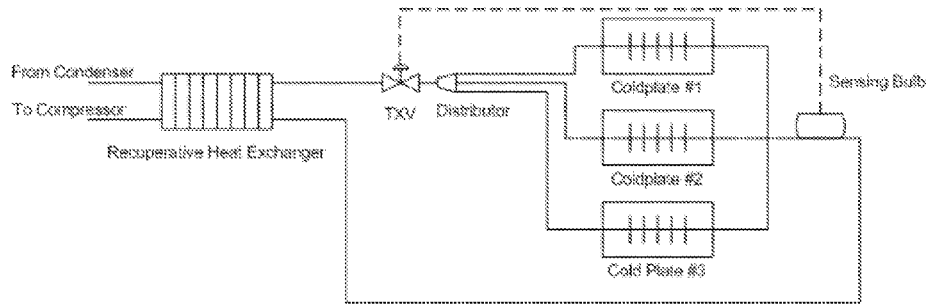 From Condenser
To Compressor
Recuperative Heat Exchanger
TXV
Distributor
Coldplate #1
Coldplate #2
Cold Plate #3
Sensing Bulb